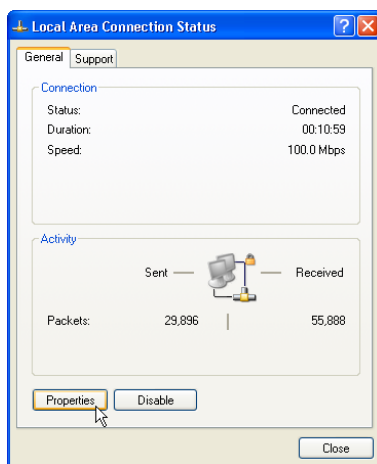 Local Area Connection Status
General Support
Connection
Status: Connected
Duration: 00:10:59
Speed: 100.0 Mbps
Activity
Sent — — Received
Packets: 29,896 | 55,888
Properties Disable
Close